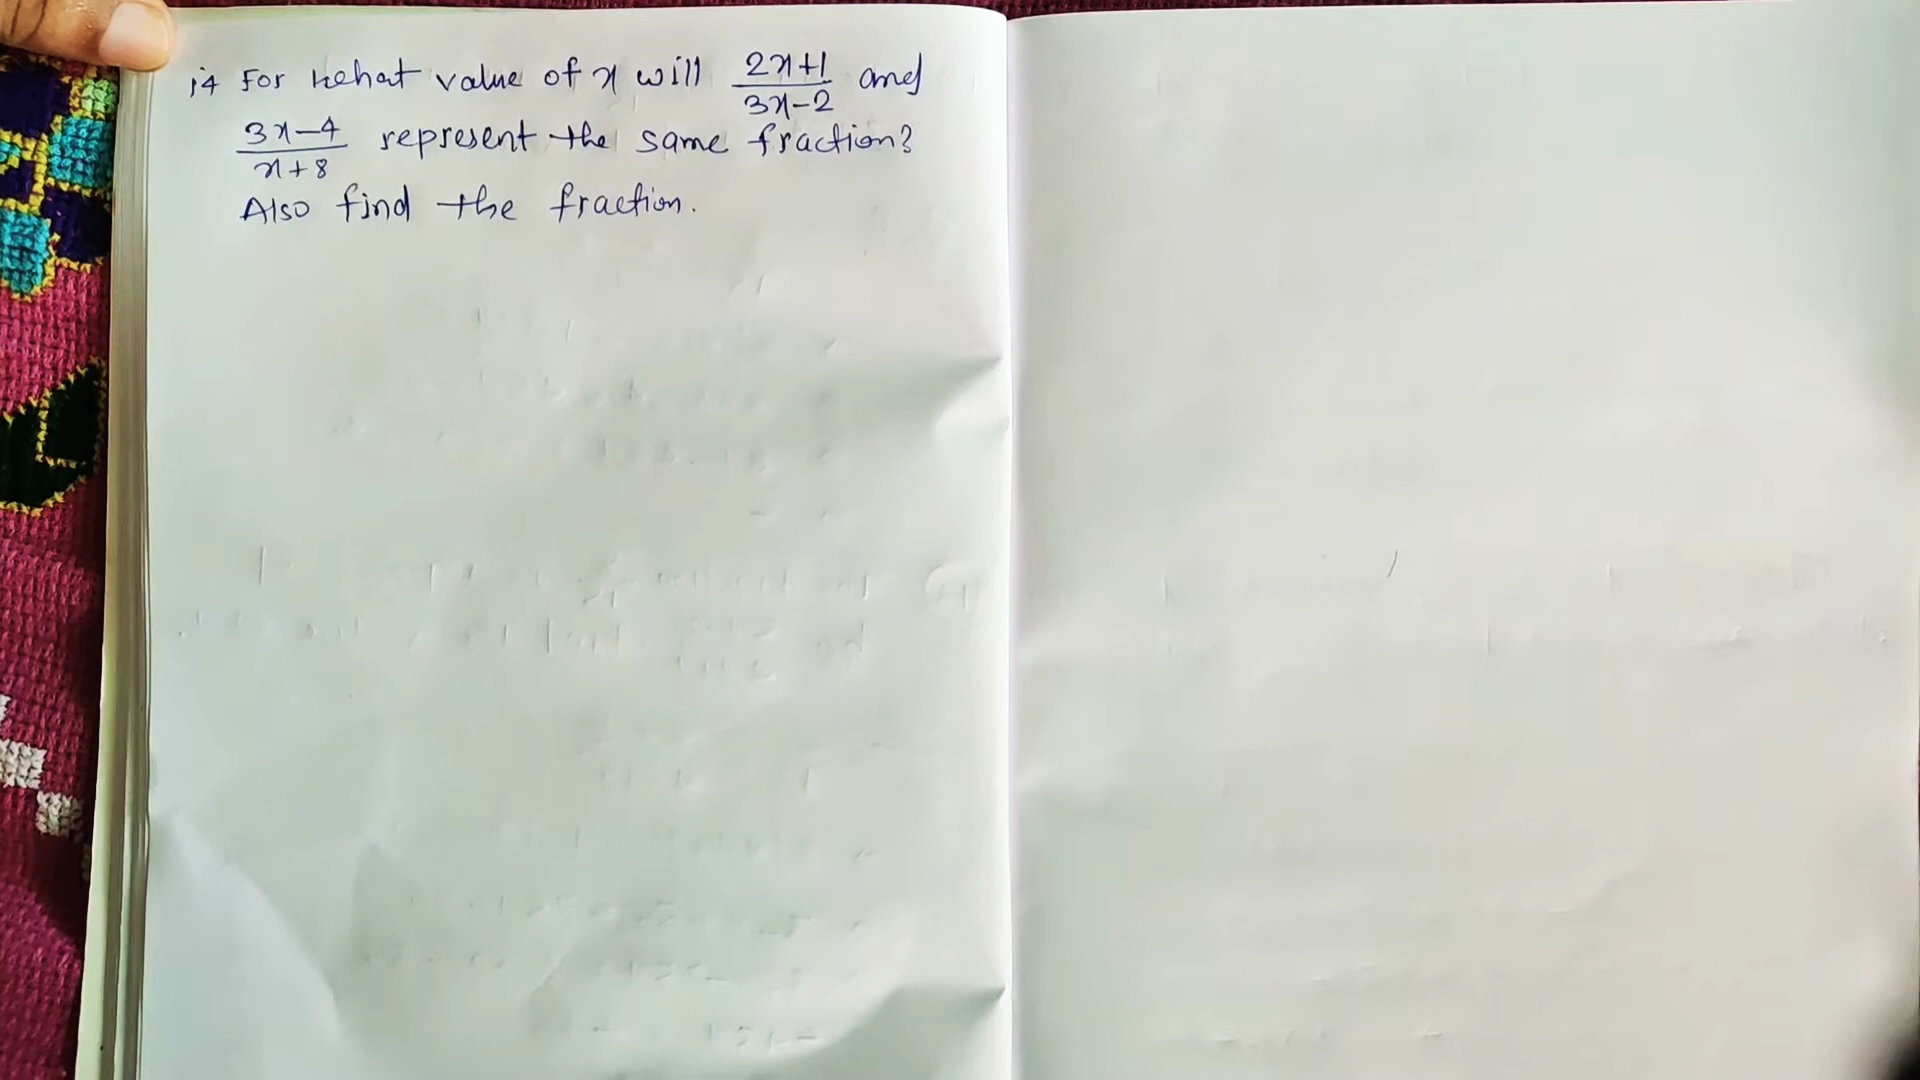 14 For what value of x will (2x+1)/(3x-2) and
(3x-4)/(x+8) represent the same fraction?
Also find the fraction.